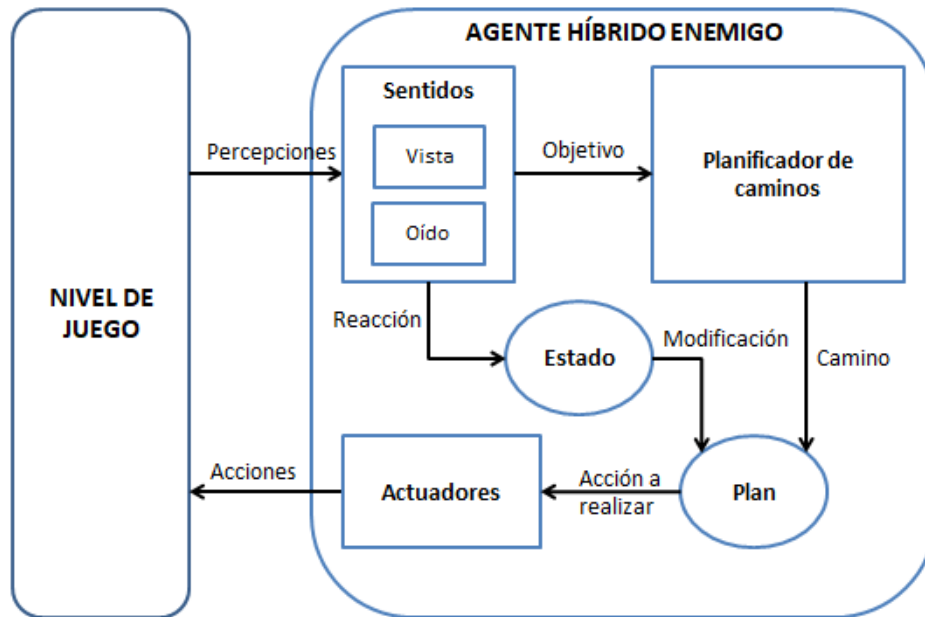 AGENTE HÍBRIDO ENEMIGO
Sentidos
Vista
Oído
Percepciones
Objetivo
Planificador de
caminos
NIVEL DE
JUEGO
Reacción
Estado
Modificación
Camino
Acciones
Actuadores
Acción a
realizar
Plan